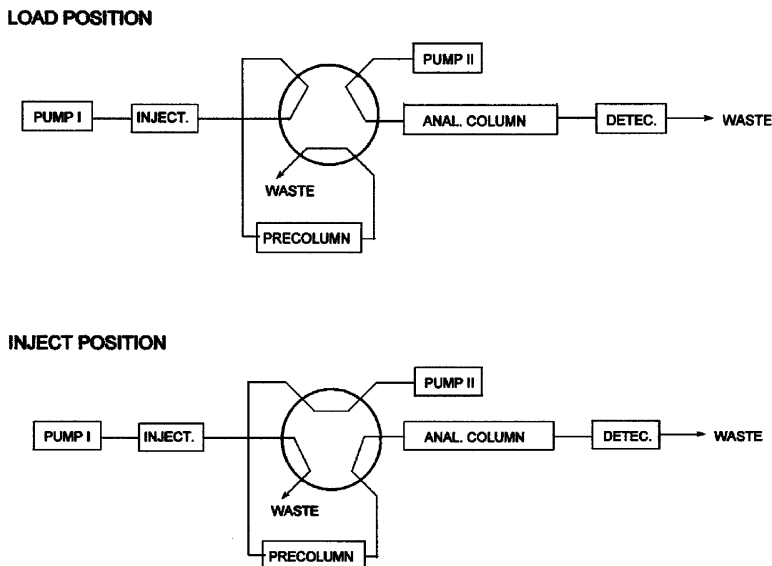 LOAD POSITION
PUMP II
PUMP I
INJECT.
ANAL. COLUMN
DETEC.
WASTE
WASTE
PRECOLUMN
INJECT POSITION
PUMP II
PUMP I
INJECT.
ANAL. COLUMN
DETEC.
WASTE
WASTE
PRECOLUMN